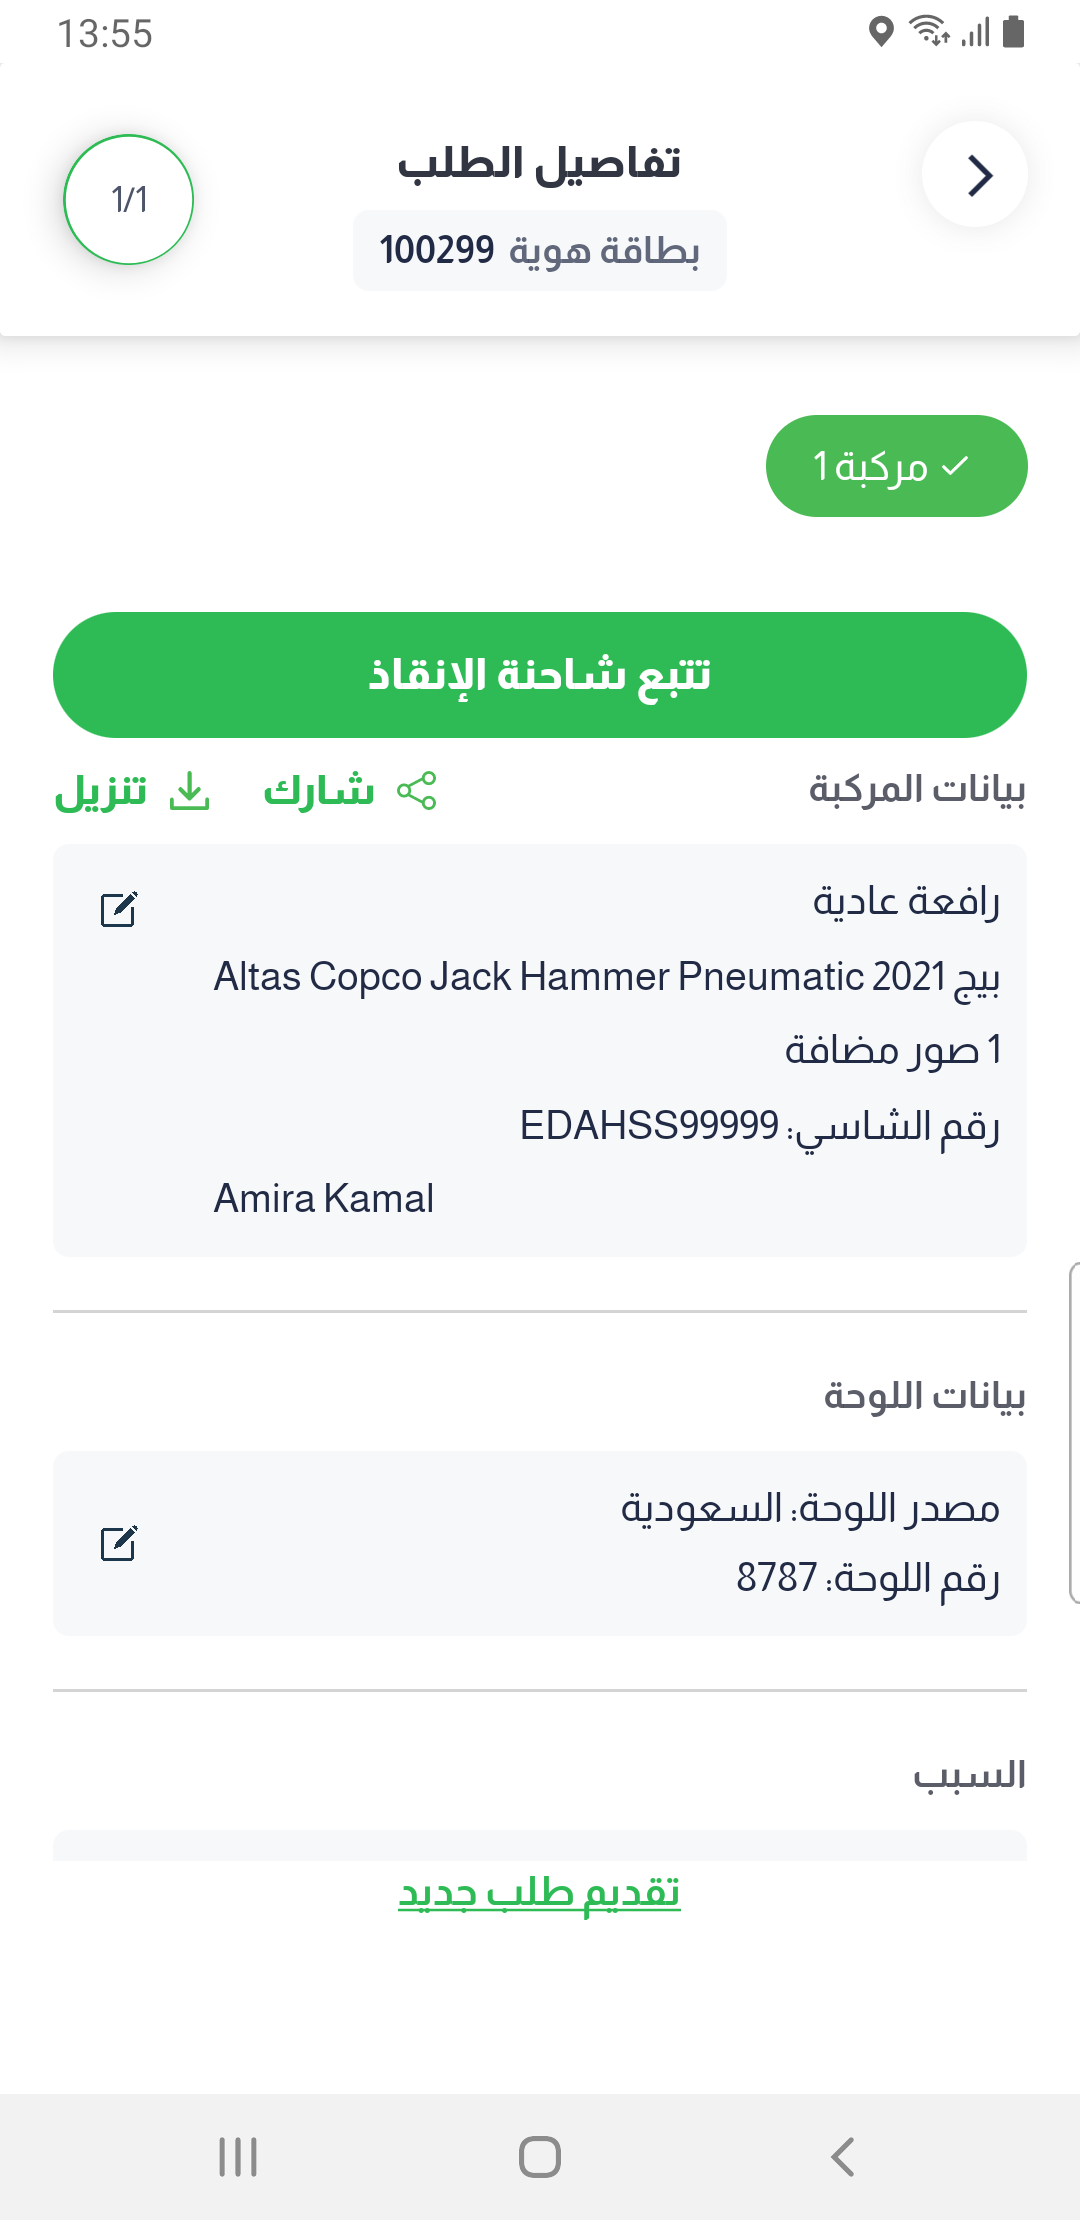 13:55
تفاصيل الطلب
1/1
بطاقة هوية 100299
مركبة 1
تتبع شاحنة الإنقاذ
بيانات المركبة
شارك
تنزيل
رافعة عادية
بيج Altas Copco Jack Hammer Pneumatic 2021
1 صور مضافة
رقم الشاسي: EDAHSS99999
Amira Kamal
بيانات اللوحة
مصدر اللوحة: السعودية
رقم اللوحة: 8787
السبب
تقديم طلب جديد